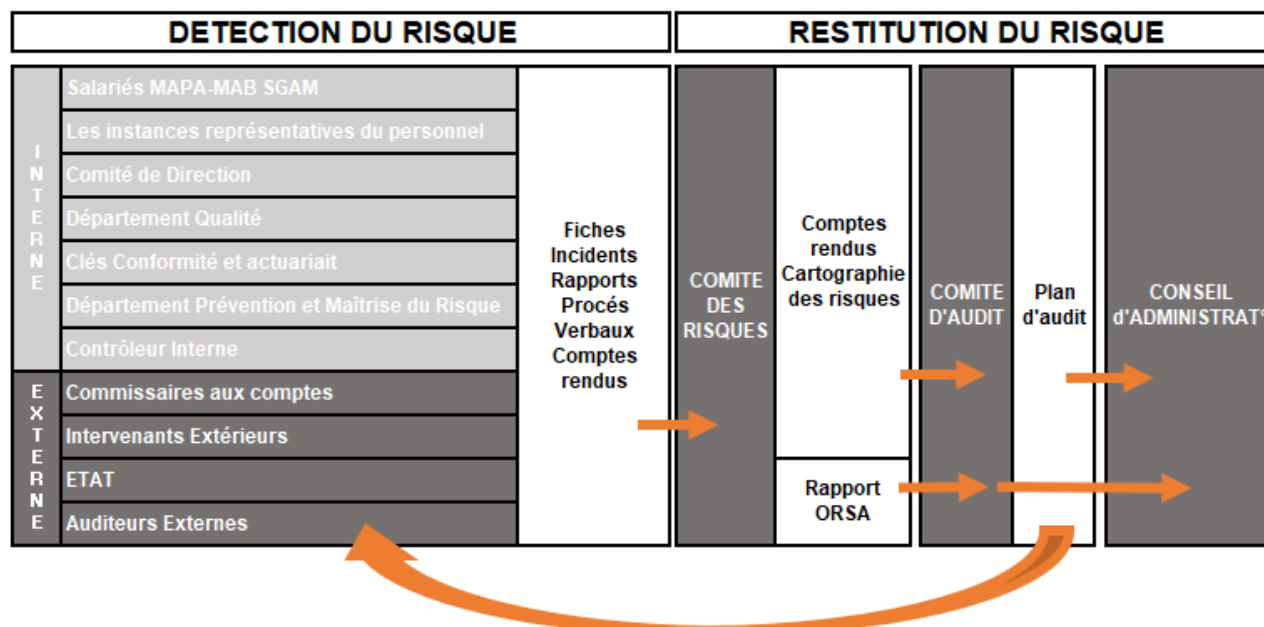 DETECTION DU RISQUE
RESTITUTION DU RISQUE
INTERNE
Salariés MAPA-MAB SGAM
Les instances représentatives du personnel
Comité de Direction
Département Qualité
Clés Conformité et actuariait
Département Prévention et Maîtrise du Risque
Contrôleur Interne
EXTERNE
Commissaires aux comptes
Intervenants Extérieurs
ETAT
Auditeurs Externes
Fiches
Incidents
Rapports
Procés
Verbaux
Comptes
rendus
COMITE
DES
RISQUES
Comptes
rendus
Cartographie
des risques
Rapport
ORSA
COMITE
D'AUDIT
Plan
d'audit
CONSEIL
d'ADMINISTRAT°